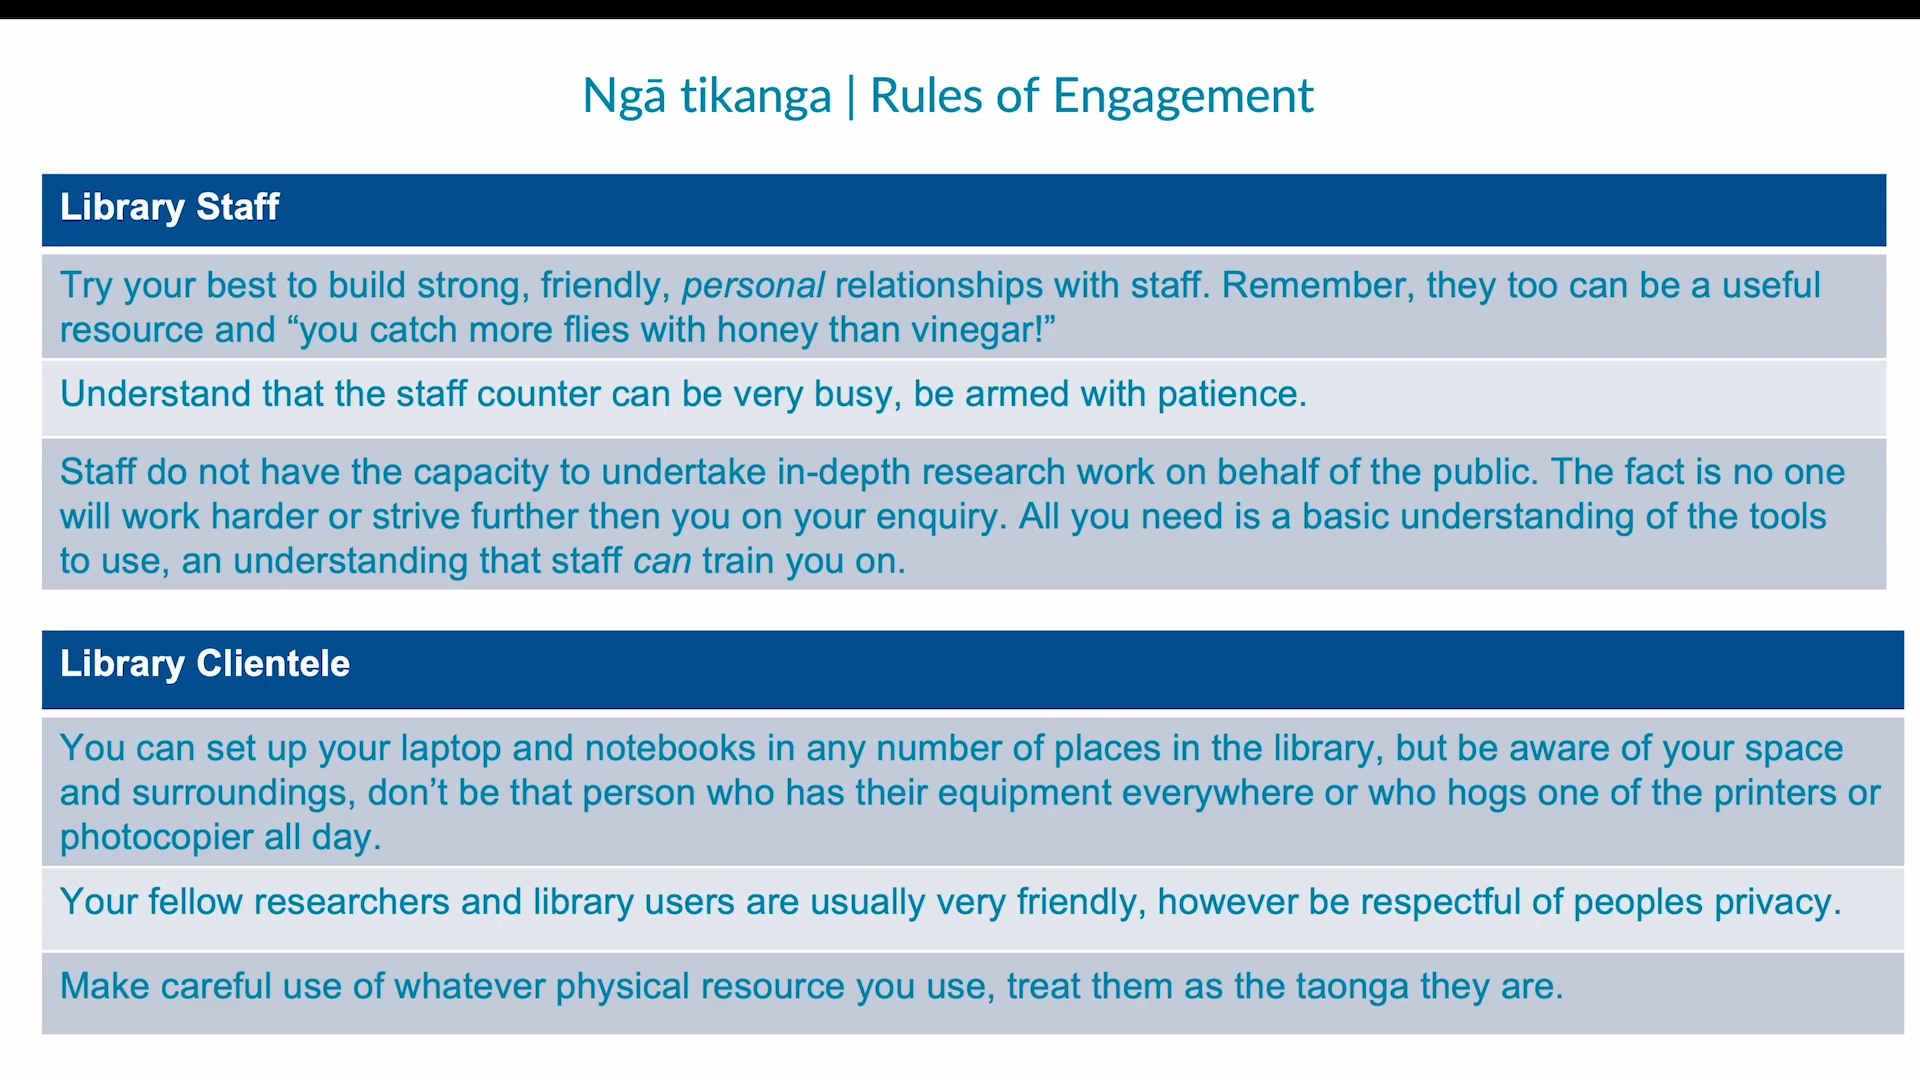 Ngā tikanga | Rules of Engagement
Library Staff
Try your best to build strong, friendly, personal relationships with staff. Remember, they too can be a useful
resource and “you catch more flies with honey than vinegar!”
Understand that the staff counter can be very busy, be armed with patience.
Staff do not have the capacity to undertake in-depth research work on behalf of the public. The fact is no one
will work harder or strive further then you on your enquiry. All you need is a basic understanding of the tools
to use, an understanding that staff can train you on.
Library Clientele
You can set up your laptop and notebooks in any number of places in the library, but be aware of your space
and surroundings, don’t be that person who has their equipment everywhere or who hogs one of the printers or
photocopier all day.
Your fellow researchers and library users are usually very friendly, however be respectful of peoples privacy.
Make careful use of whatever physical resource you use, treat them as the taonga they are.